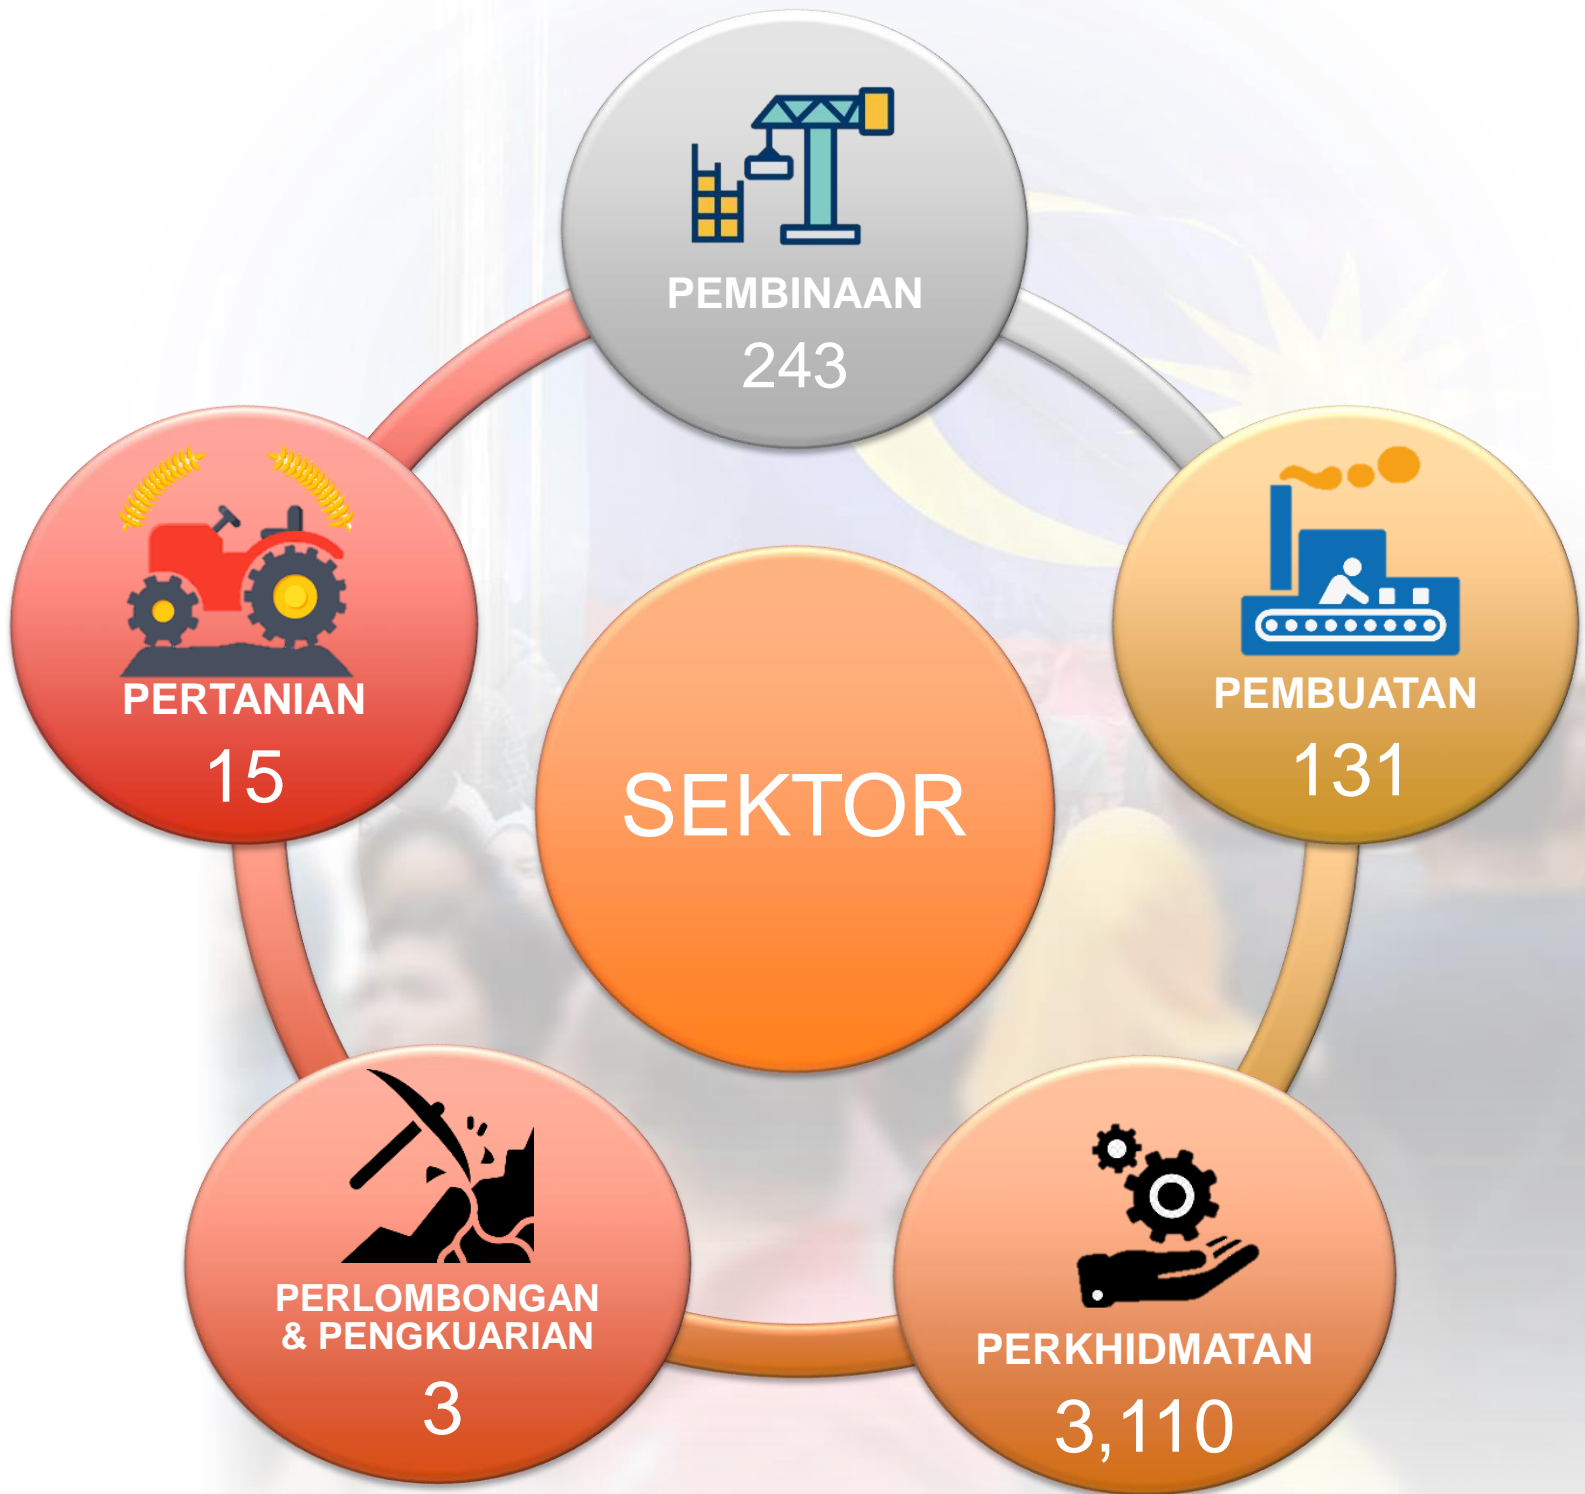 PEMBINAAN
243
PEMBUATAN
131
PERKHIDMATAN
3,110
PERLOMBONGAN
& PENGKUARIAN
3
PERTANIAN
15
SEKTOR